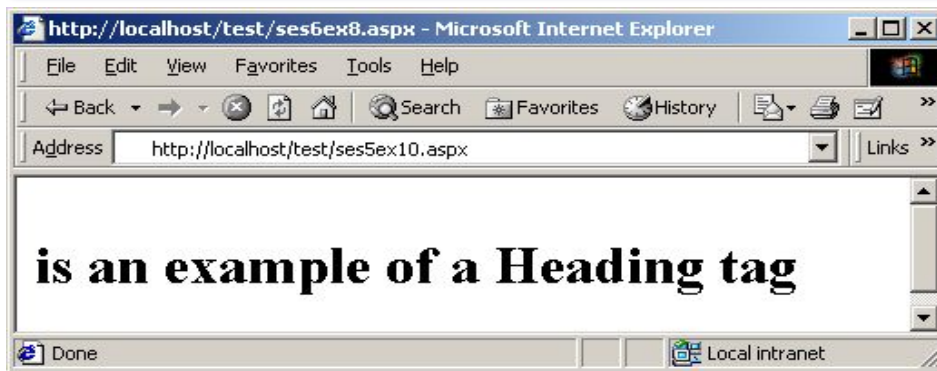 http://localhost/test/ses6ex8.aspx - Microsoft Internet Explorer
File Edit View Favorites Tools Help
Back Search Favorites History »
Address http://localhost/test/ses5ex10.aspx Links »
is an example of a Heading tag
Done Local intranet